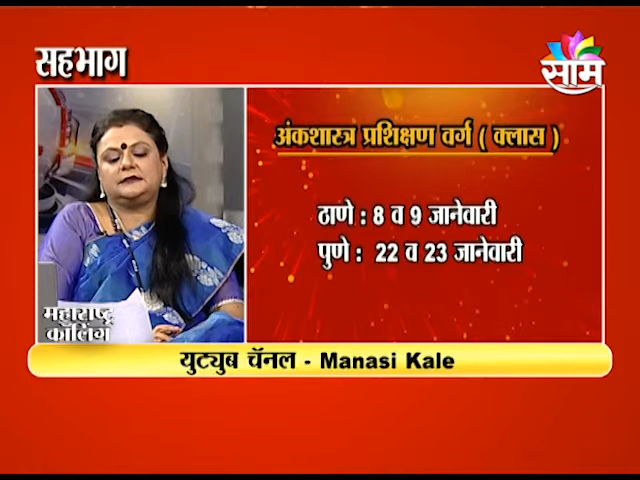 सहभाग
साम
अंकशास्त्र प्रशिक्षण वर्ग ( क्लास )
ठाणे : 8 व 9 जानेवारी
पुणे : 22 व 23 जानेवारी
महाराष्ट्र
कॉलिंग
युट्युब चॅनल - Manasi Kale